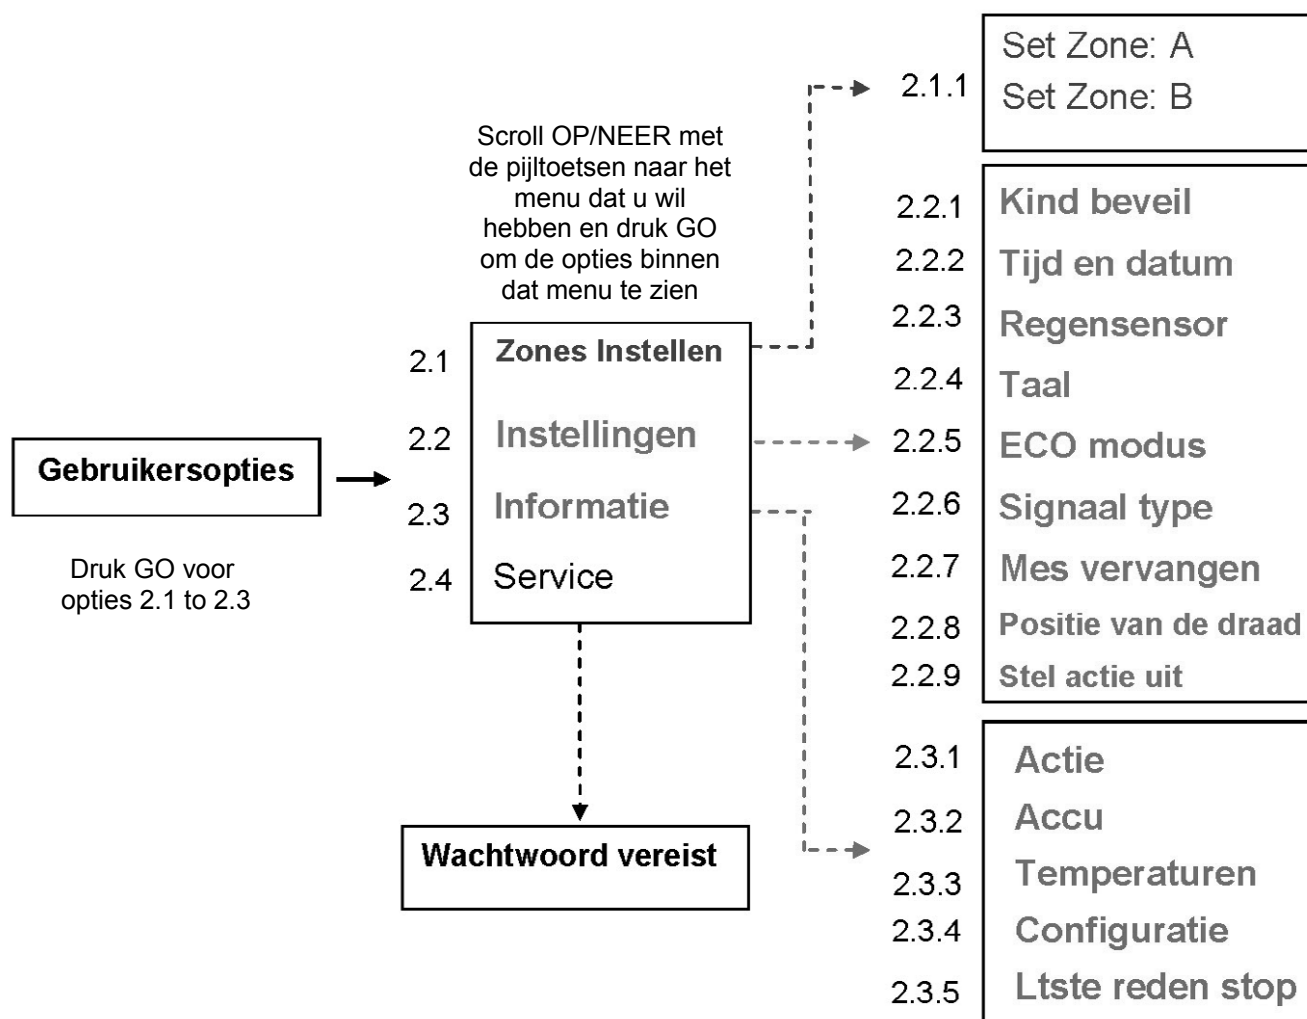 Gebruikersopties
Druk GO voor
opties 2.1 to 2.3
Scroll OP/NEER met
de pijltoetsen naar het
menu dat u wil
hebben en druk GO
om de opties binnen
dat menu te zien
2.1 Zones Instellen
2.2 Instellingen
2.3 Informatie
2.4 Service
Wachtwoord vereist
2.1.1
Set Zone: A
Set Zone: B
2.2.1 Kind beveil
2.2.2 Tijd en datum
2.2.3 Regensensor
2.2.4 Taal
2.2.5 ECO modus
2.2.6 Signaal type
2.2.7 Mes vervangen
2.2.8 Positie van de draad
2.2.9 Stel actie uit
2.3.1 Actie
2.3.2 Accu
2.3.3 Temperaturen
2.3.4 Configuratie
2.3.5 Ltste reden stop